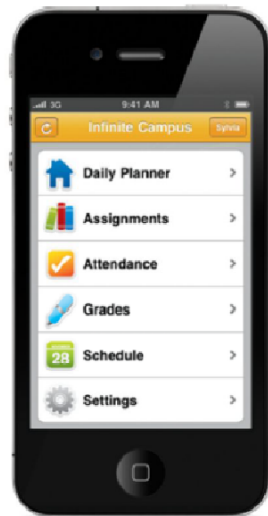 3G 9:41 AM
Infinite Campus Sylvia
Daily Planner
Assignments
Attendance
Grades
28 Schedule
Settings